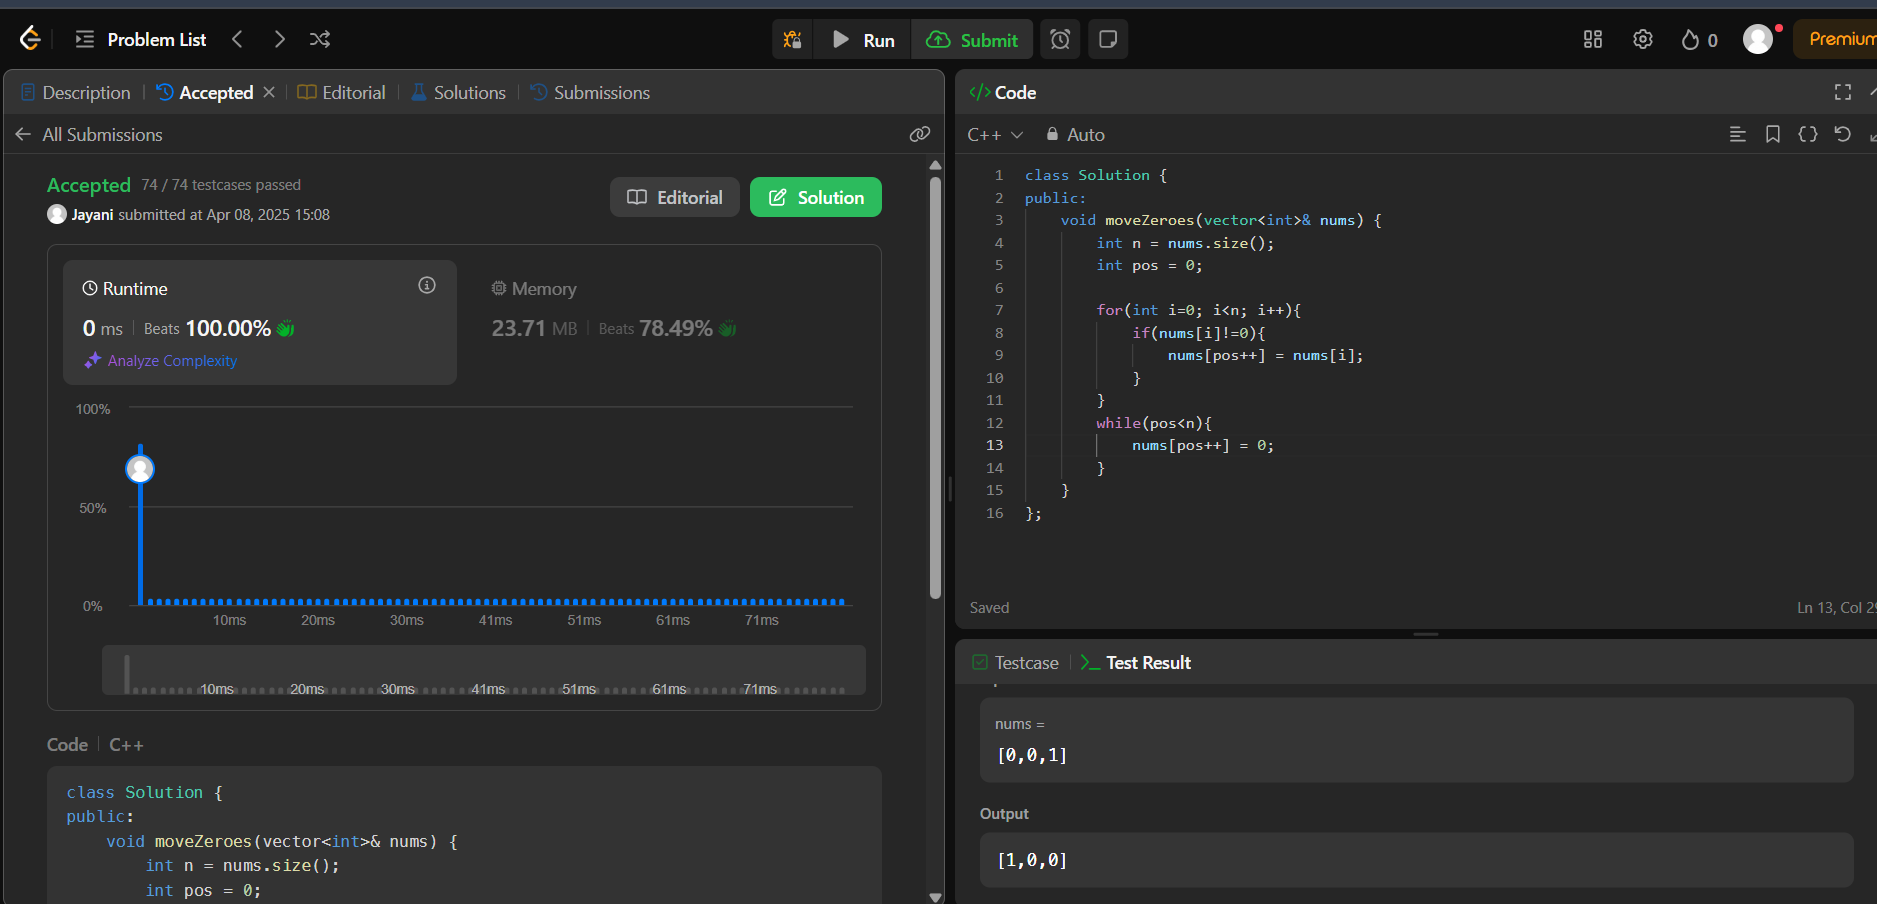 Problem List
Run
Submit
0
Premium
Description
Accepted
Editorial
Solutions
Submissions
All Submissions
Accepted 74 / 74 testcases passed
Jayani submitted at Apr 08, 2025 15:08
Editorial
Solution
Runtime
0 ms | Beats 100.00%
Analyze Complexity
Memory
23.71 MB | Beats 78.49%
100%
50%
0%
10ms 20ms 30ms 41ms 51ms 61ms 71ms
10ms 20ms 30ms 41ms 51ms 61ms 71ms
Code | C++
class Solution {
public:
    void moveZeroes(vector<int>& nums) {
        int n = nums.size();
        int pos = 0;
</> Code
C++ Auto
1 class Solution {
2 public:
3     void moveZeroes(vector<int>& nums) {
4         int n = nums.size();
5         int pos = 0;
6
7         for(int i=0; i<n; i++){
8             if(nums[i]!=0){
9                 nums[pos++] = nums[i];
10             }
11         }
12         while(pos<n){
13             nums[pos++] = 0;
14         }
15     }
16 };
Saved
Ln 13, Col 29
Testcase
Test Result
nums =
[0,0,1]
Output
[1,0,0]